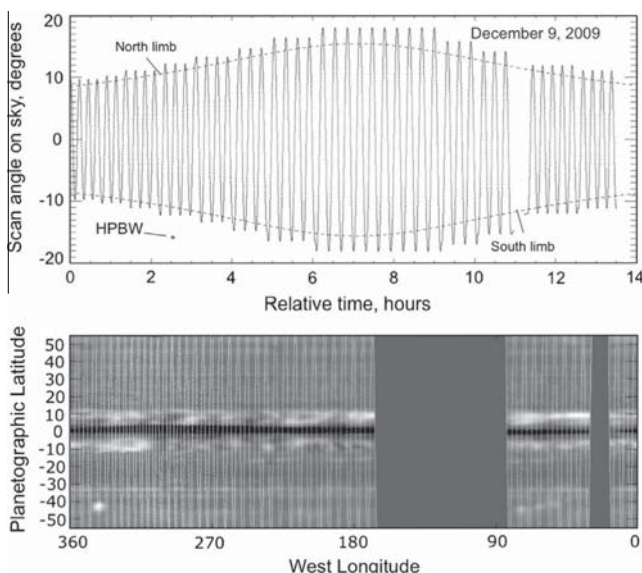 December 9, 2009
North limb
HPBW
South limb
Scan angle on sky, degrees
20
10
0
-10
-20
0 2 4 6 8 10 12 14
Relative time, hours
Planetographic Latitude
50
40
30
20
10
0
-10
-20
-30
-40
-50
360 270 180 90 0
West Longitude